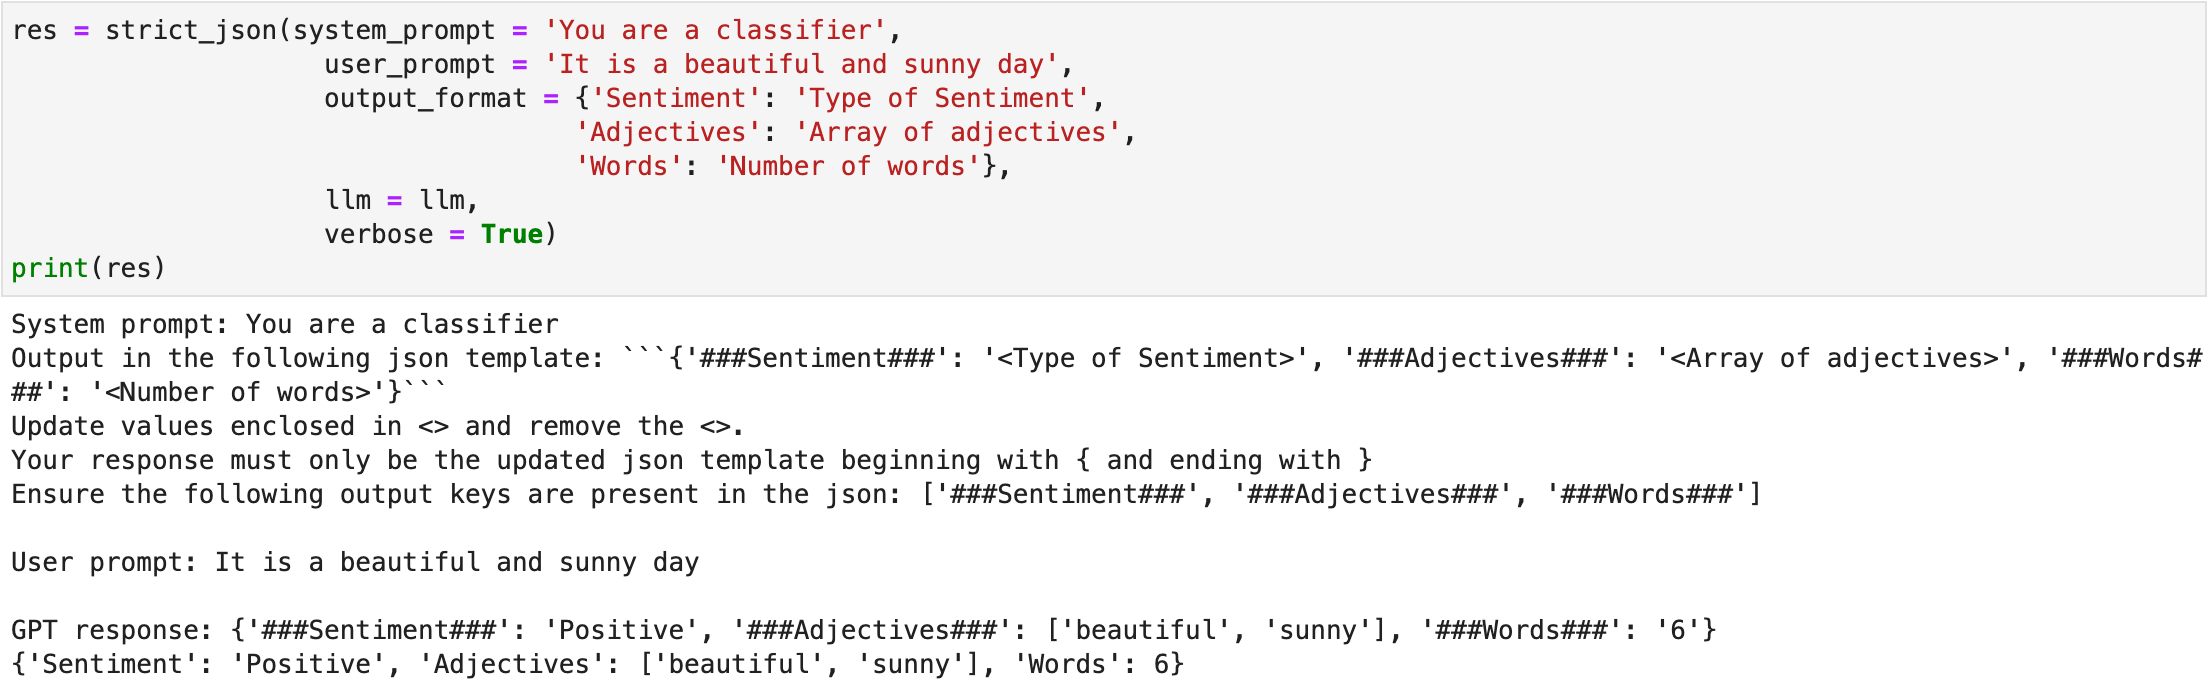 res = strict_json(system_prompt = 'You are a classifier',
                    user_prompt = 'It is a beautiful and sunny day',
                    output_format = {'Sentiment': 'Type of Sentiment',
                                    'Adjectives': 'Array of adjectives',
                                    'Words': 'Number of words'},
                    llm = llm,
                    verbose = True)
print(res)
System prompt: You are a classifier
Output in the following json template: ```{'###Sentiment###': '<Type of Sentiment>', '###Adjectives###': '<Array of adjectives>', '###Words#
##': '<Number of words>'}```
Update values enclosed in <> and remove the <>.
Your response must only be the updated json template beginning with { and ending with }
Ensure the following output keys are present in the json: ['###Sentiment###', '###Adjectives###', '###Words###']

User prompt: It is a beautiful and sunny day

GPT response: {'###Sentiment###': 'Positive', '###Adjectives###': ['beautiful', 'sunny'], '###Words###': '6'}
{'Sentiment': 'Positive', 'Adjectives': ['beautiful', 'sunny'], 'Words': 6}